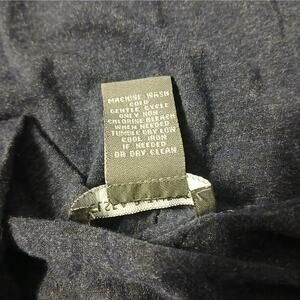 MACHINE WASH
COLD
GENTLE CYCLE
ONLY NON
CHLORINE BLEACH
WHEN NEEDED
TUMBLE DRY LOW
COOL IRON
IF NEEDED
OR DRY CLEAN